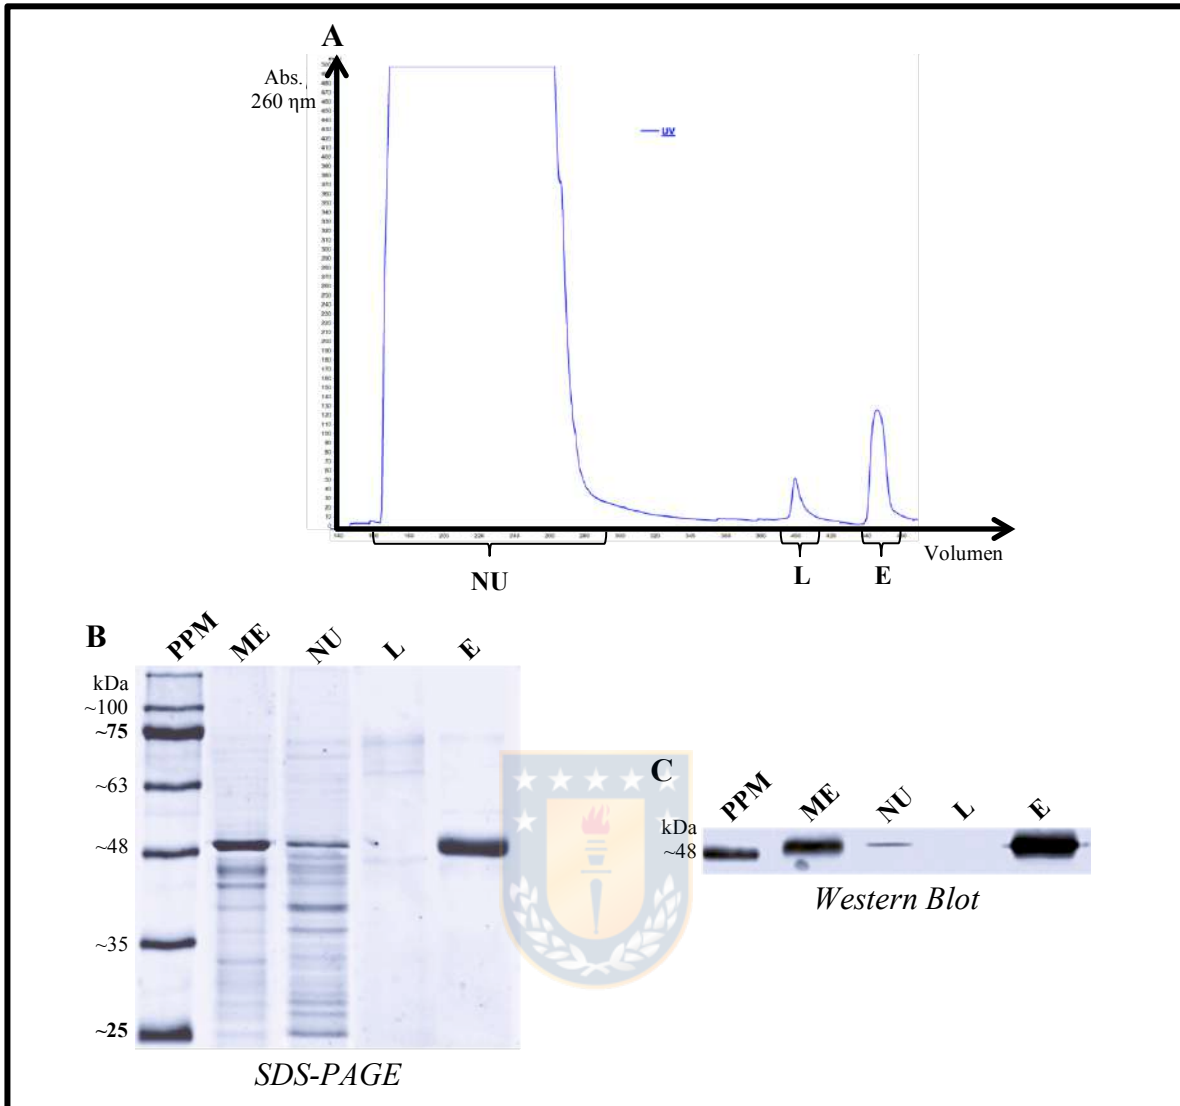 A
Abs.
260 ηm
UV
Volumen
NU
L
E
B
PPM
ME
NU
L
E
kDa
~100
~75
~63
~48
~35
~25
SDS-PAGE
C
PPM
ME
NU
L
E
kDa
~48
Western Blot